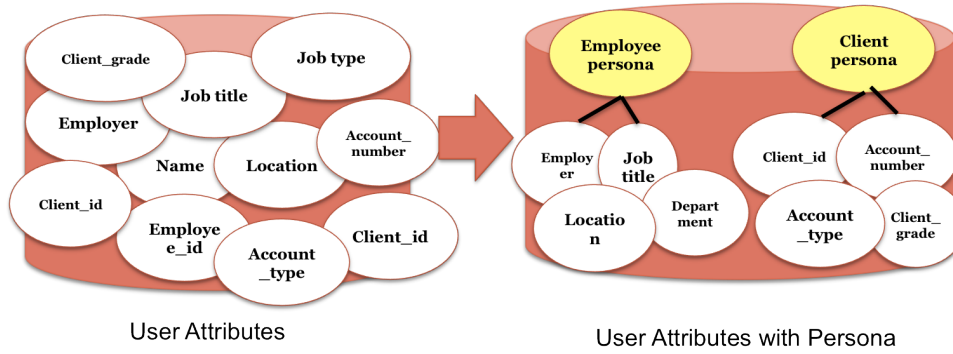 Client_grade
Job type
Job title
Employer
Account_
number
Name
Location
Client_id
Employe
e_id
Account
_type
Client_id
User Attributes
Employee
persona
Client
persona
Employ
er
Job
title
Client_id
Account_
number
Locatio
n
Depart
ment
Account
_type
Client_
grade
User Attributes with Persona